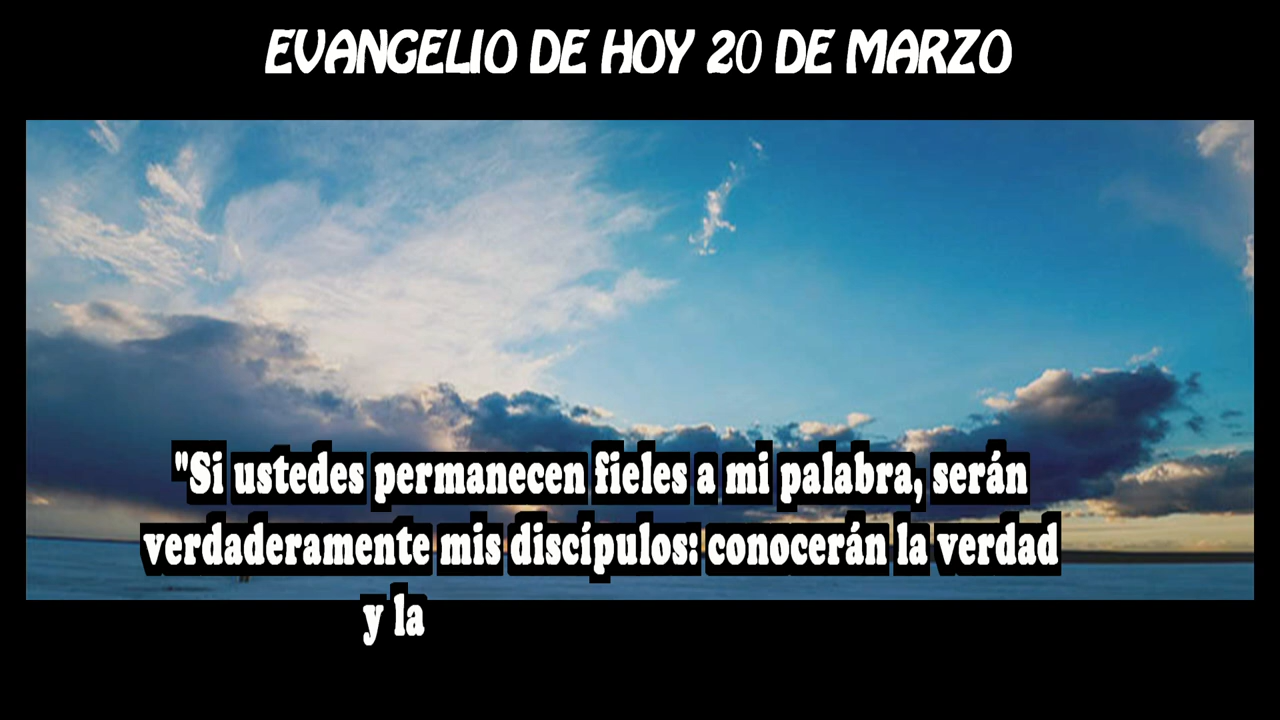 EVANGELIO DE HOY 20 DE MARZO
"Si ustedes permanecen fieles a mi palabra, serán
verdaderamente mis discípulos: conocerán la verdad
y la